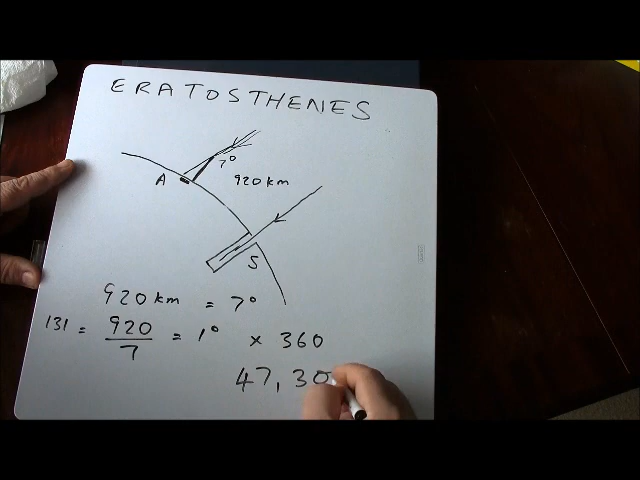 ERATOSTHENES
7°
A
920 km
S
920 km = 7°
131 = 920/7 = 1° × 360
47,30